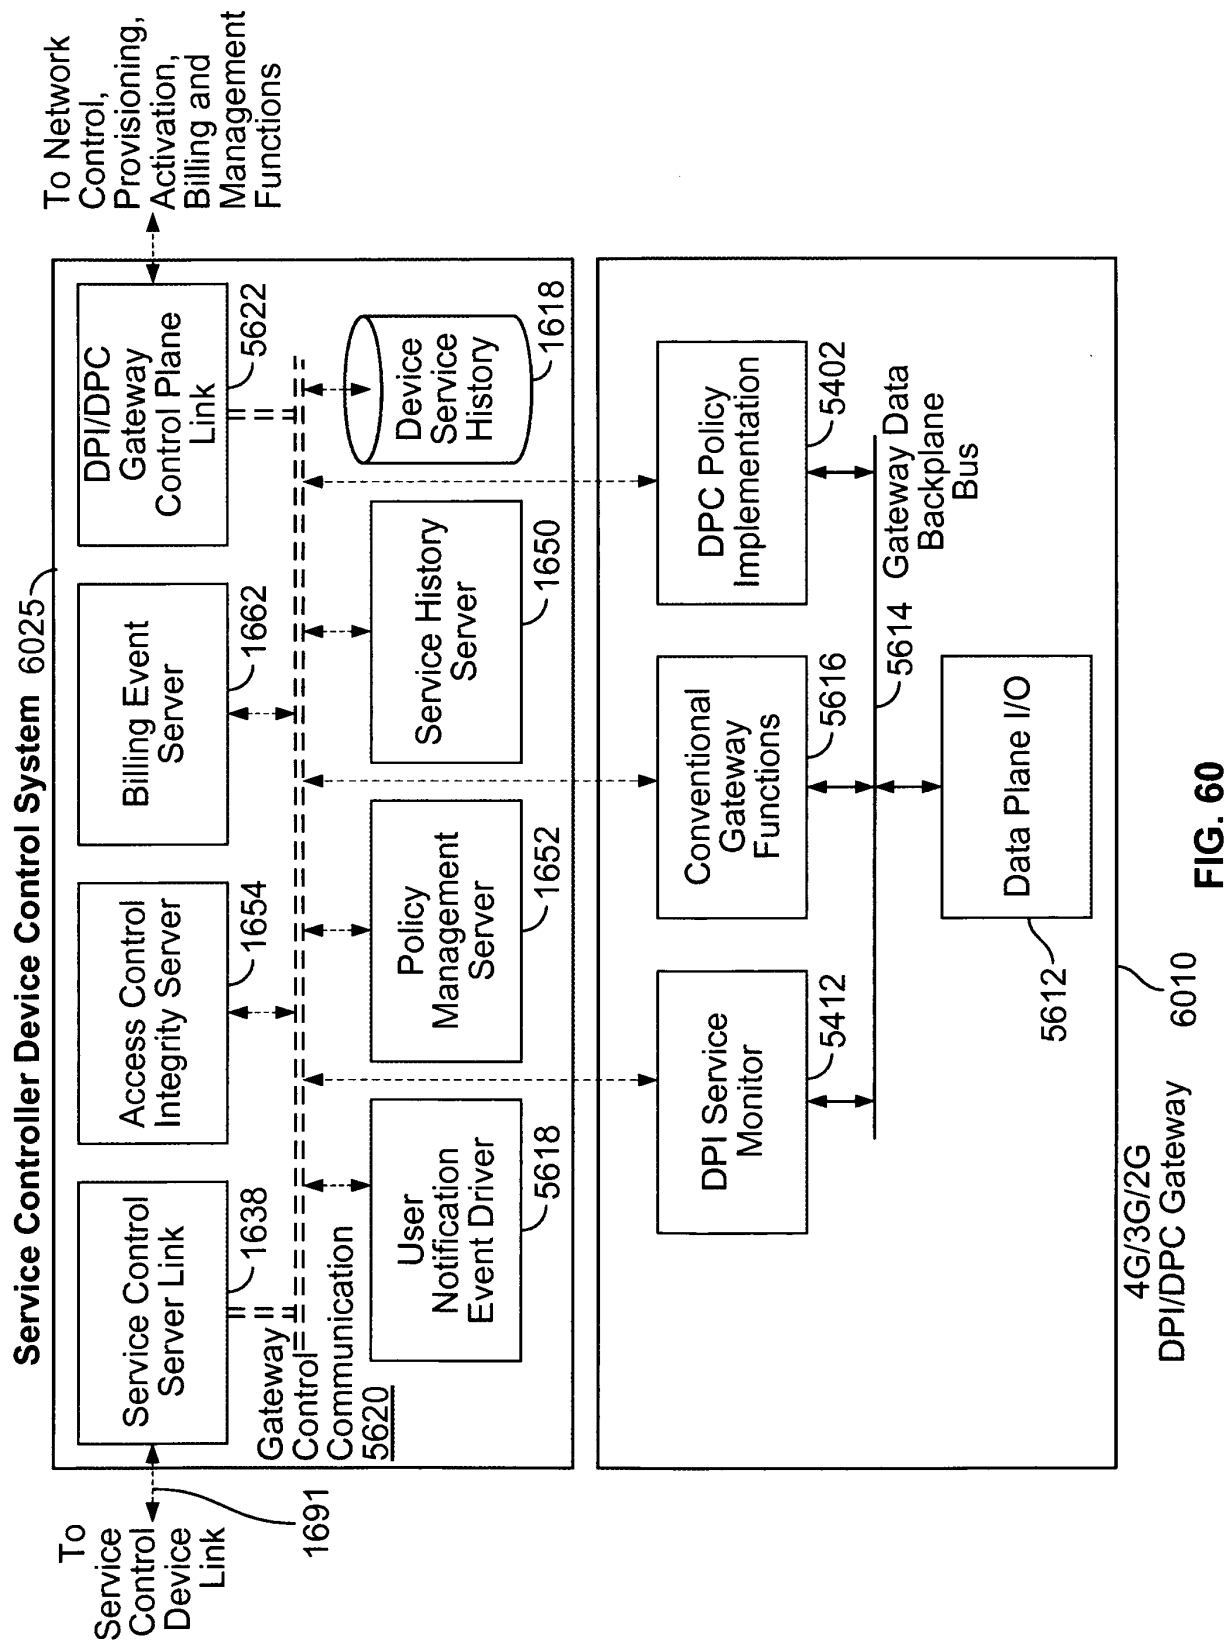 Service Controller Device Control System 6025
To
Service
Control
Device
Link
1691
Service Control
Server Link
1638
Access Control
Integrity Server
1654
Billing Event
Server
1662
DPI/DPC
Gateway
Control Plane
Link
5622
To Network
Control,
Provisioning,
Activation,
Billing and
Management
Functions
Gateway
Control
Communication
5620
User
Notification
Event Driver
5618
Policy
Management
Server
1652
Service History
Server
1650
Device
Service
History
1618
DPI Service
Monitor
5412
Conventional
Gateway
Functions
5616
DPC Policy
Implementation
5402
5614
Gateway Data
Backplane
Bus
Data Plane I/O
5612
6010
4G/3G/2G
DPI/DPC Gateway
FIG. 60